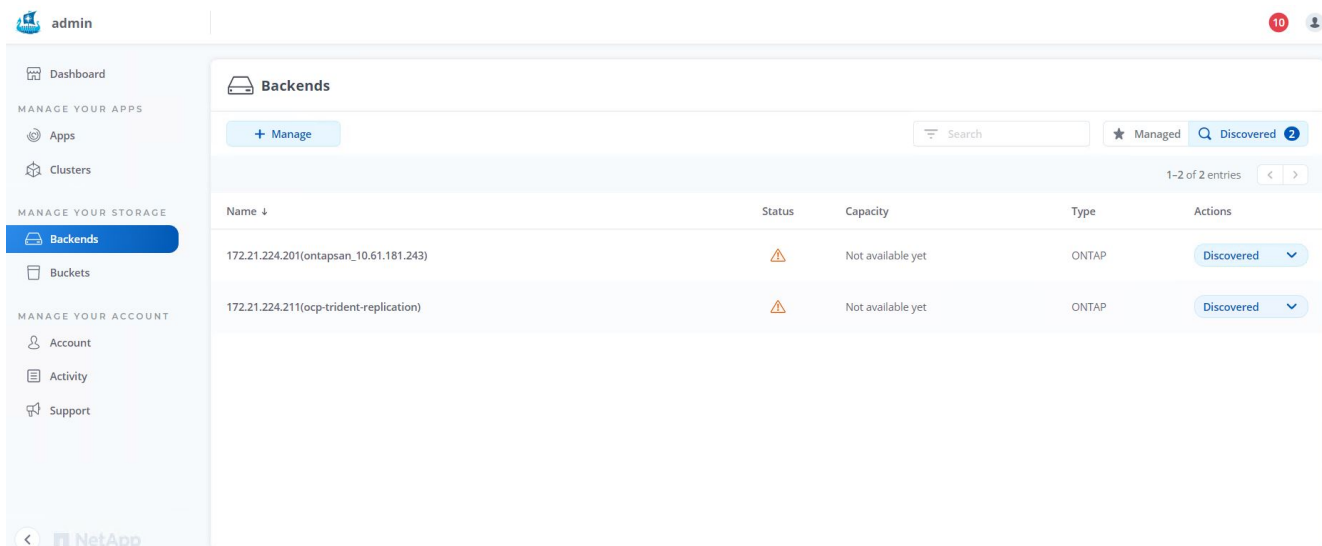 admin
10
Dashboard
MANAGE YOUR APPS
Apps
Clusters
MANAGE YOUR STORAGE
Backends
Buckets
MANAGE YOUR ACCOUNT
Account
Activity
Support
NetApp
Backends
+ Manage
Search
Managed
Discovered 2
1–2 of 2 entries
Name ↓ Status Capacity Type Actions
172.21.224.201(ontapsan_10.61.181.243) Not available yet ONTAP Discovered
172.21.224.211(ocp-trident-replication) Not available yet ONTAP Discovered